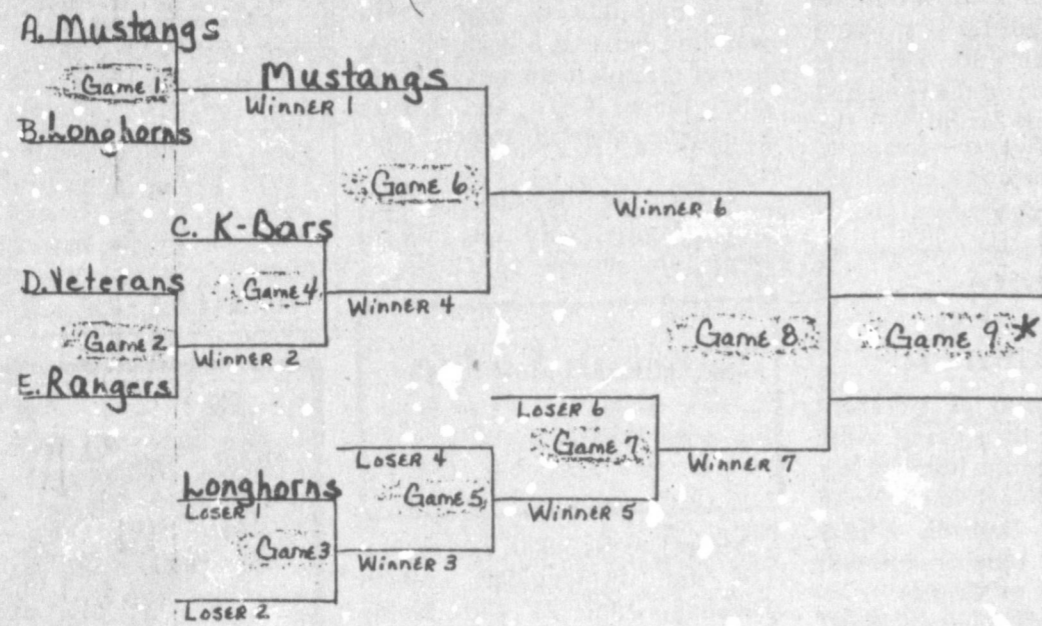 A. Mustangs
Game 1
Mustangs
Winner 1
B. Longhorns
Game 6
Winner 6
C. K-Bars
D. Veterans
Game 4
Winner 4
Game 2
Winner 2
Game 8
Game 9 *
E. Rangers
Loser 6
Game 7
Loser 4
Winner 7
Longhorns
Loser 1
Game 5
Winner 5
Game 3
Winner 3
Loser 2